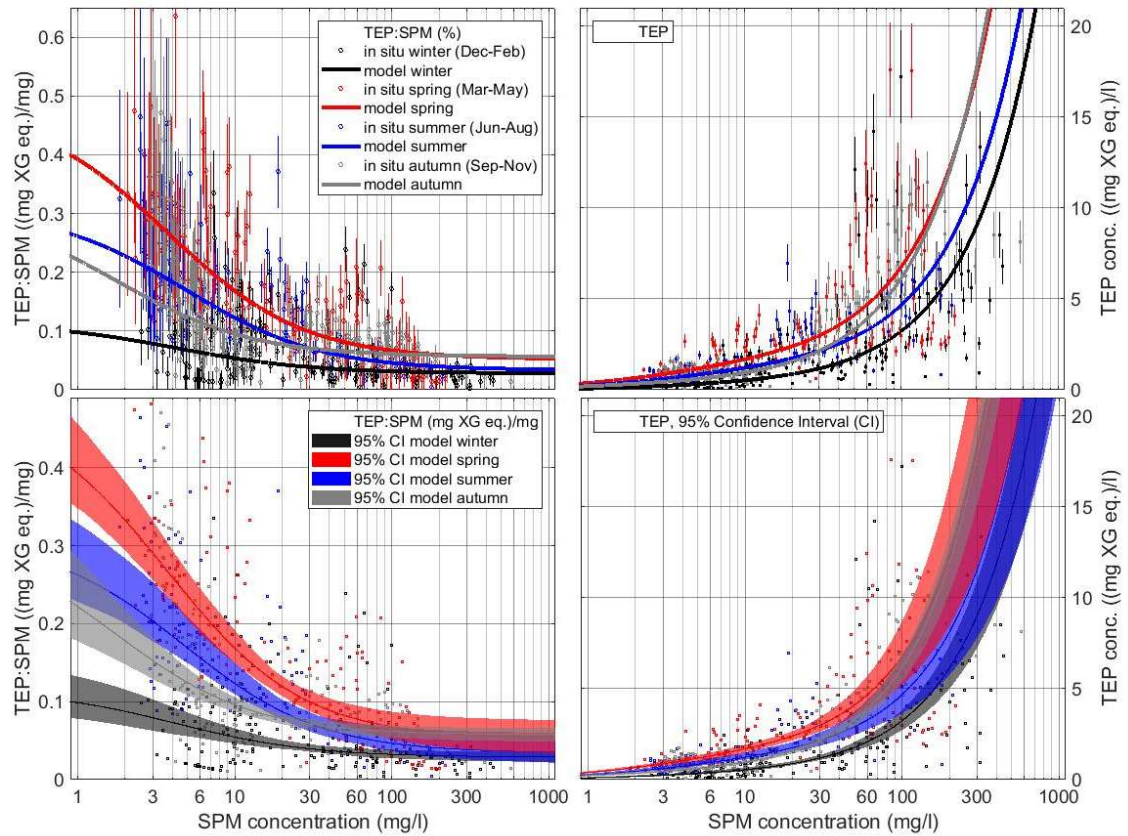 0.6
0.5
0.4
0.3
0.2
0.1
0
TEP:SPM ((mg XG eq.)/mg)
TEP:SPM (%)
in situ winter (Dec-Feb)
model winter
in situ spring (Mar-May)
model spring
in situ summer (Jun-Aug)
model summer
in situ autumn (Sep-Nov)
model autumn
TEP
20
15
10
5
0
TEP conc. ((mg XG eq.)/l)
0.4
0.3
0.2
0.1
0
TEP:SPM ((mg XG eq.)/mg)
TEP:SPM (mg XG eq.)/mg
95% CI model winter
95% CI model spring
95% CI model summer
95% CI model autumn
1 3 6 10 30 60 100 300 1000
SPM concentration (mg/l)
TEP, 95% Confidence Interval (CI)
20
15
10
5
0
TEP conc. ((mg XG eq.)/l)
1 3 6 10 30 60 100 300 1000
SPM concentration (mg/l)